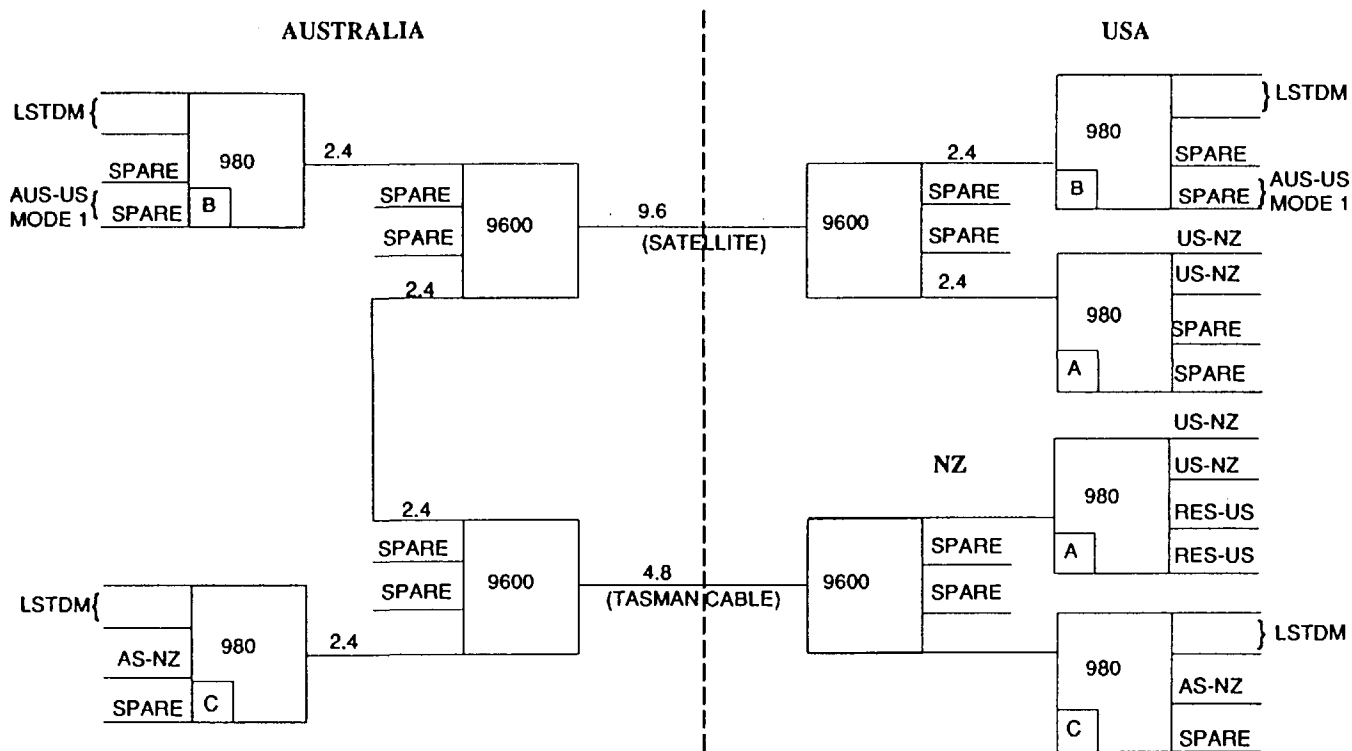 AUSTRALIA
USA
LSTDM {
980
SPARE
AUS-US
MODE 1 {
SPARE
B
2.4
SPARE
SPARE
9600
2.4
9.6
(SATELLITE)
9600
2.4
SPARE
SPARE
2.4
980
B
} LSTDM
SPARE
SPARE
} AUS-US
MODE 1
US-NZ
US-NZ
980
SPARE
A
SPARE
2.4
SPARE
SPARE
9600
4.8
(TASMAN CABLE)
LSTDM {
980
AS-NZ
SPARE
C
2.4
NZ
9600
SPARE
SPARE
US-NZ
US-NZ
980
RES-US
A
RES-US
} LSTDM
980
AS-NZ
C
SPARE